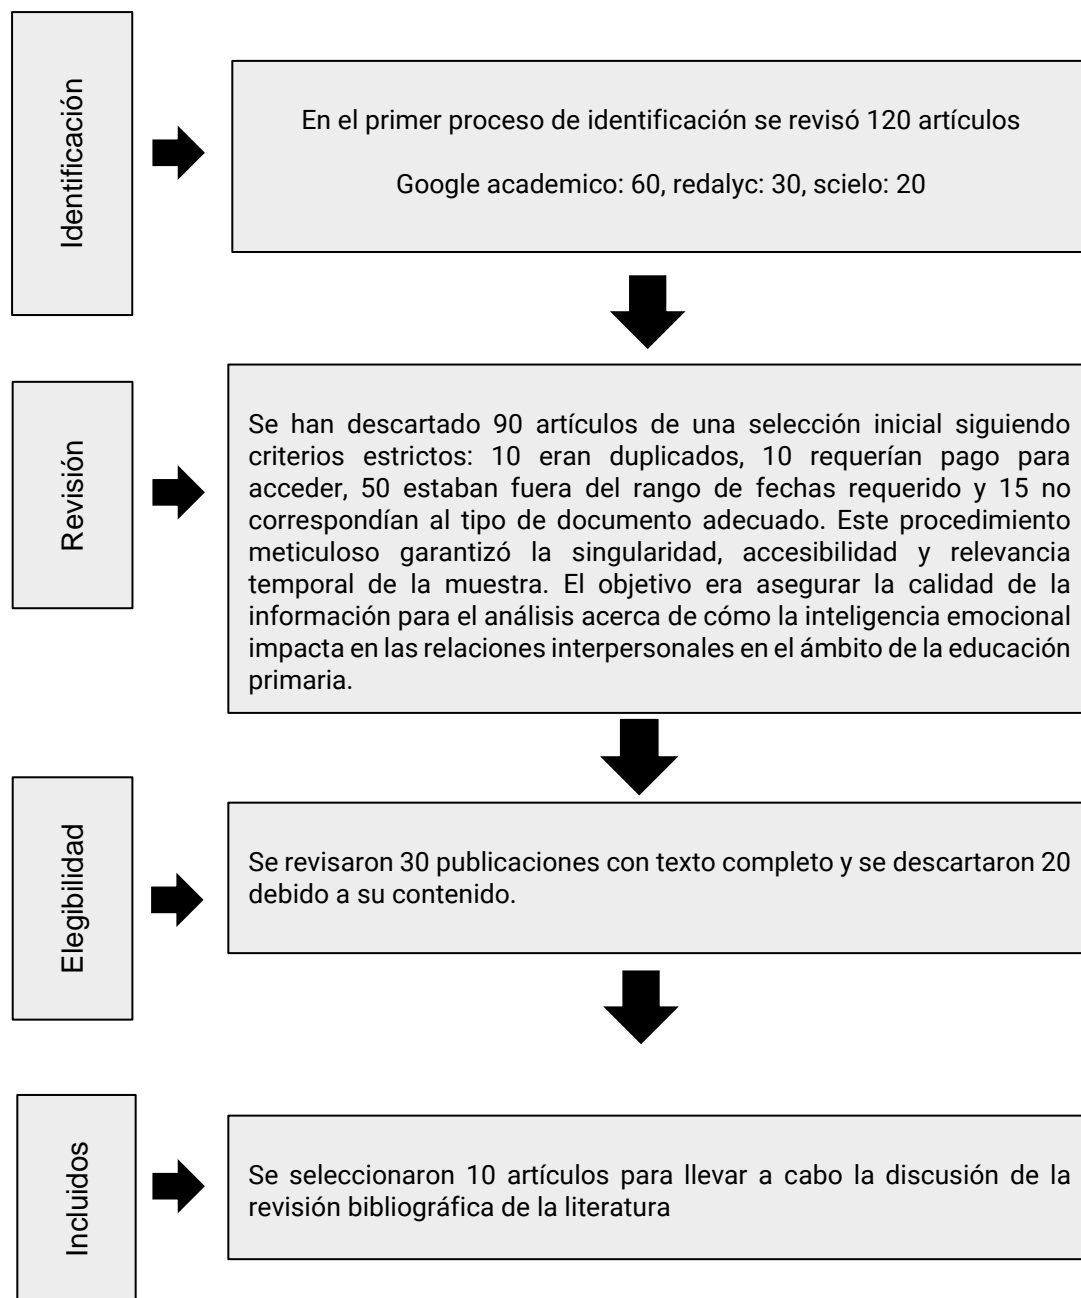 Identificación
En el primer proceso de identificación se revisó 120 artículos
Google academico: 60, redalyc: 30, scielo: 20
Revisión
Se han descartado 90 artículos de una selección inicial siguiendo
criterios estrictos: 10 eran duplicados, 10 requerían pago para
acceder, 50 estaban fuera del rango de fechas requerido y 15 no
correspondían al tipo de documento adecuado. Este procedimiento
meticuloso garantizó la singularidad, accesibilidad y relevancia
temporal de la muestra. El objetivo era asegurar la calidad de la
información para el análisis acerca de cómo la inteligencia emocional
impacta en las relaciones interpersonales en el ámbito de la educación
primaria.
Elegibilidad
Se revisaron 30 publicaciones con texto completo y se descartaron 20
debido a su contenido.
Incluidos
Se seleccionaron 10 artículos para llevar a cabo la discusión de la
revisión bibliográfica de la literatura